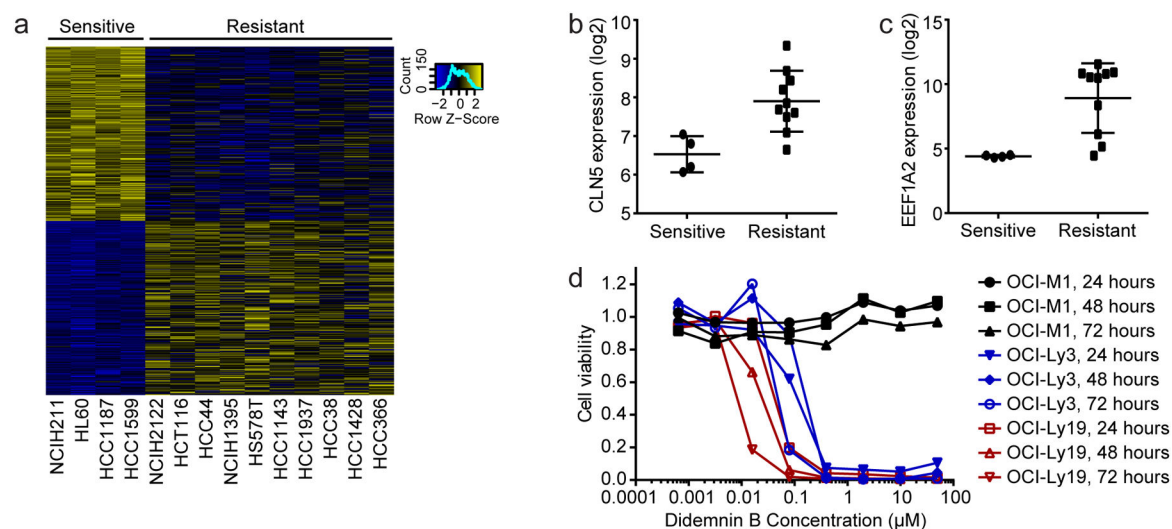 a
Sensitive
Resistant
Count
0
150
−2
0
2
Row Z-Score
NCIH211
HL60
HCC1187
HCC1599
NCIH2122
HCT116
HCC44
NCIH1395
HS578T
HCC1143
HCC1937
HCC38
HCC1428
HCC366
b
CLN5 expression (log2)
10
9
8
7
6
5
Sensitive
Resistant
c
EEF1A2 expression (log2)
15
10
5
0
Sensitive
Resistant
d
Cell viability
1.2
1.0
0.8
0.6
0.4
0.2
0.0
0.0001
0.001
0.01
0.1
1
10
100
Didemnin B Concentration (µM)
OCI-M1, 24 hours
OCI-M1, 48 hours
OCI-M1, 72 hours
OCI-Ly3, 24 hours
OCI-Ly3, 48 hours
OCI-Ly3, 72 hours
OCI-Ly19, 24 hours
OCI-Ly19, 48 hours
OCI-Ly19, 72 hours